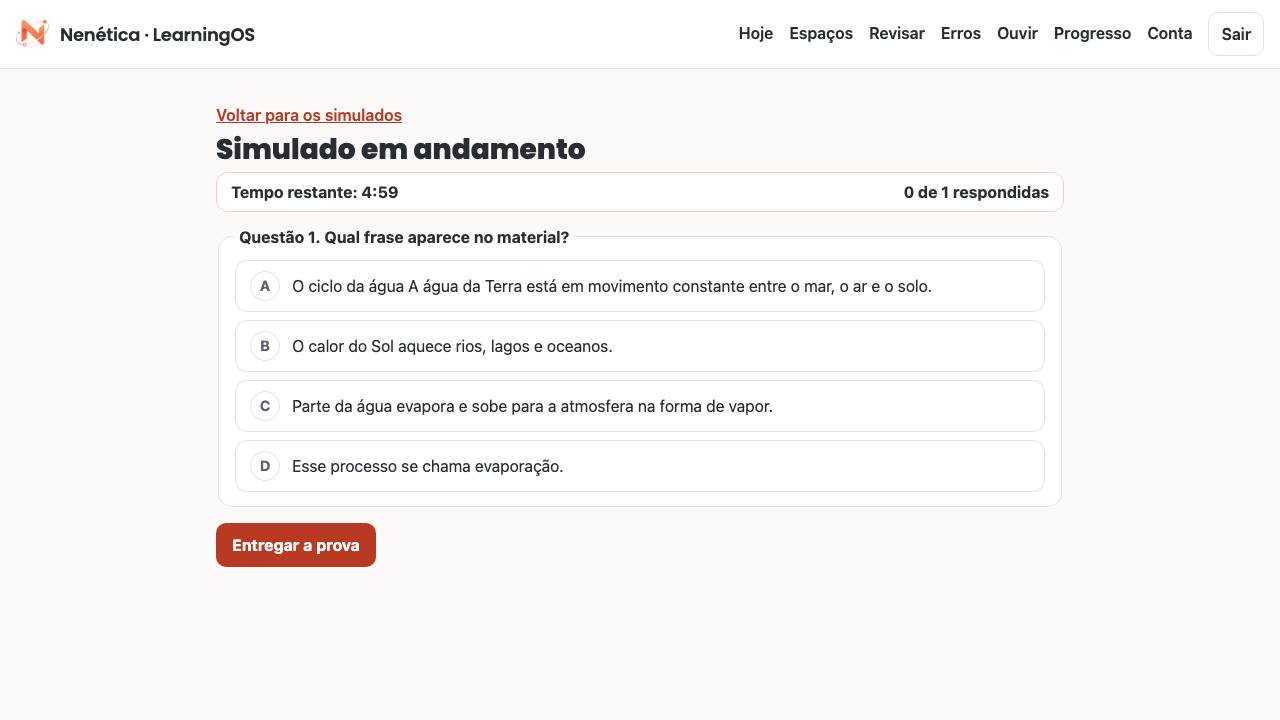 Nenética · LearningOS
Hoje
Espaços
Revisar
Erros
Ouvir
Progresso
Conta
Sair
Voltar para os simulados
Simulado em andamento
Tempo restante: 4:59
0 de 1 respondidas
Questão 1. Qual frase aparece no material?
A O ciclo da água A água da Terra está em movimento constante entre o mar, o ar e o solo.
B O calor do Sol aquece rios, lagos e oceanos.
C Parte da água evapora e sobe para a atmosfera na forma de vapor.
D Esse processo se chama evaporação.
Entregar a prova